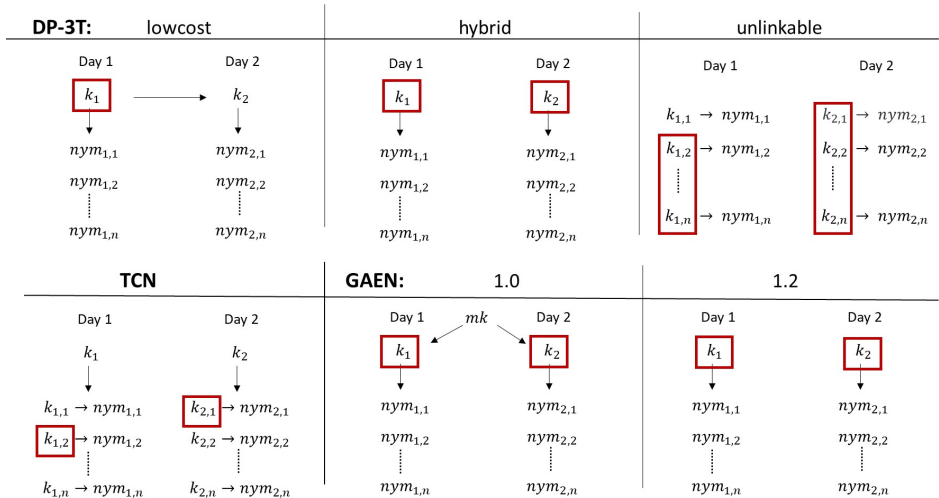 DP-3T: lowcost hybrid unlinkable
Day 1 Day 2 Day 1 Day 2 Day 1 Day 2
k₁ → k₂ k₁ k₂
k₁,₁ → nym₁,₁ k₂,₁ → nym₂,₁
nym₁,₁ nym₂,₁ nym₁,₁ nym₂,₁ k₁,₂ → nym₁,₂ k₂,₂ → nym₂,₂
nym₁,₂ nym₂,₂ nym₁,₂ nym₂,₂
nym₁,ₙ nym₂,ₙ nym₁,ₙ nym₂,ₙ k₁,ₙ → nym₁,ₙ k₂,ₙ → nym₂,ₙ
TCN GAEN: 1.0 1.2
Day 1 Day 2 Day 1 mk Day 2 Day 1 Day 2
k₁ k₂ k₁ k₂ k₁ k₂
k₁,₁ → nym₁,₁ k₂,₁ → nym₂,₁ nym₁,₁ nym₂,₁ nym₁,₁ nym₂,₁
k₁,₂ → nym₁,₂ k₂,₂ → nym₂,₂ nym₁,₂ nym₂,₂ nym₁,₂ nym₂,₂
k₁,ₙ → nym₁,ₙ k₂,ₙ → nym₂,ₙ nym₁,ₙ nym₂,ₙ nym₁,ₙ nym₂,ₙ